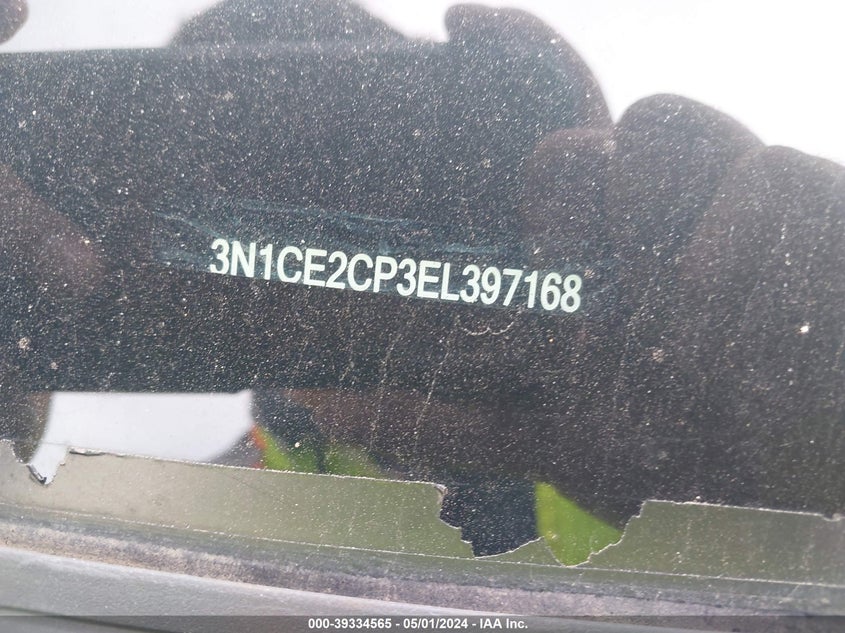 3N1CE2CP3EL397168
000-39334565 - 05/01/2024 - IAA Inc.